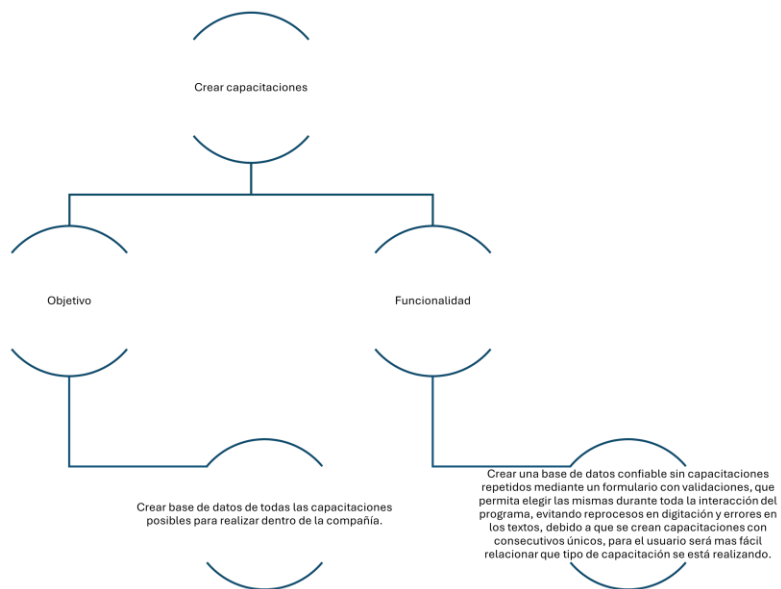 Crear capacitaciones
Objetivo
Funcionalidad
Crear base de datos de todas las capacitaciones
posibles para realizar dentro de la compañía.
Crear una base de datos confiable sin capacitaciones
repetidos mediante un formulario con validaciones, que
permita elegir las mismas durante toda la interacción del
programa, evitando reprocesos en digitación y errores en
los textos, debido a que se crean capacitaciones con
consecutivos únicos, para el usuario será mas fácil
relacionar que tipo de capacitación se está realizando.